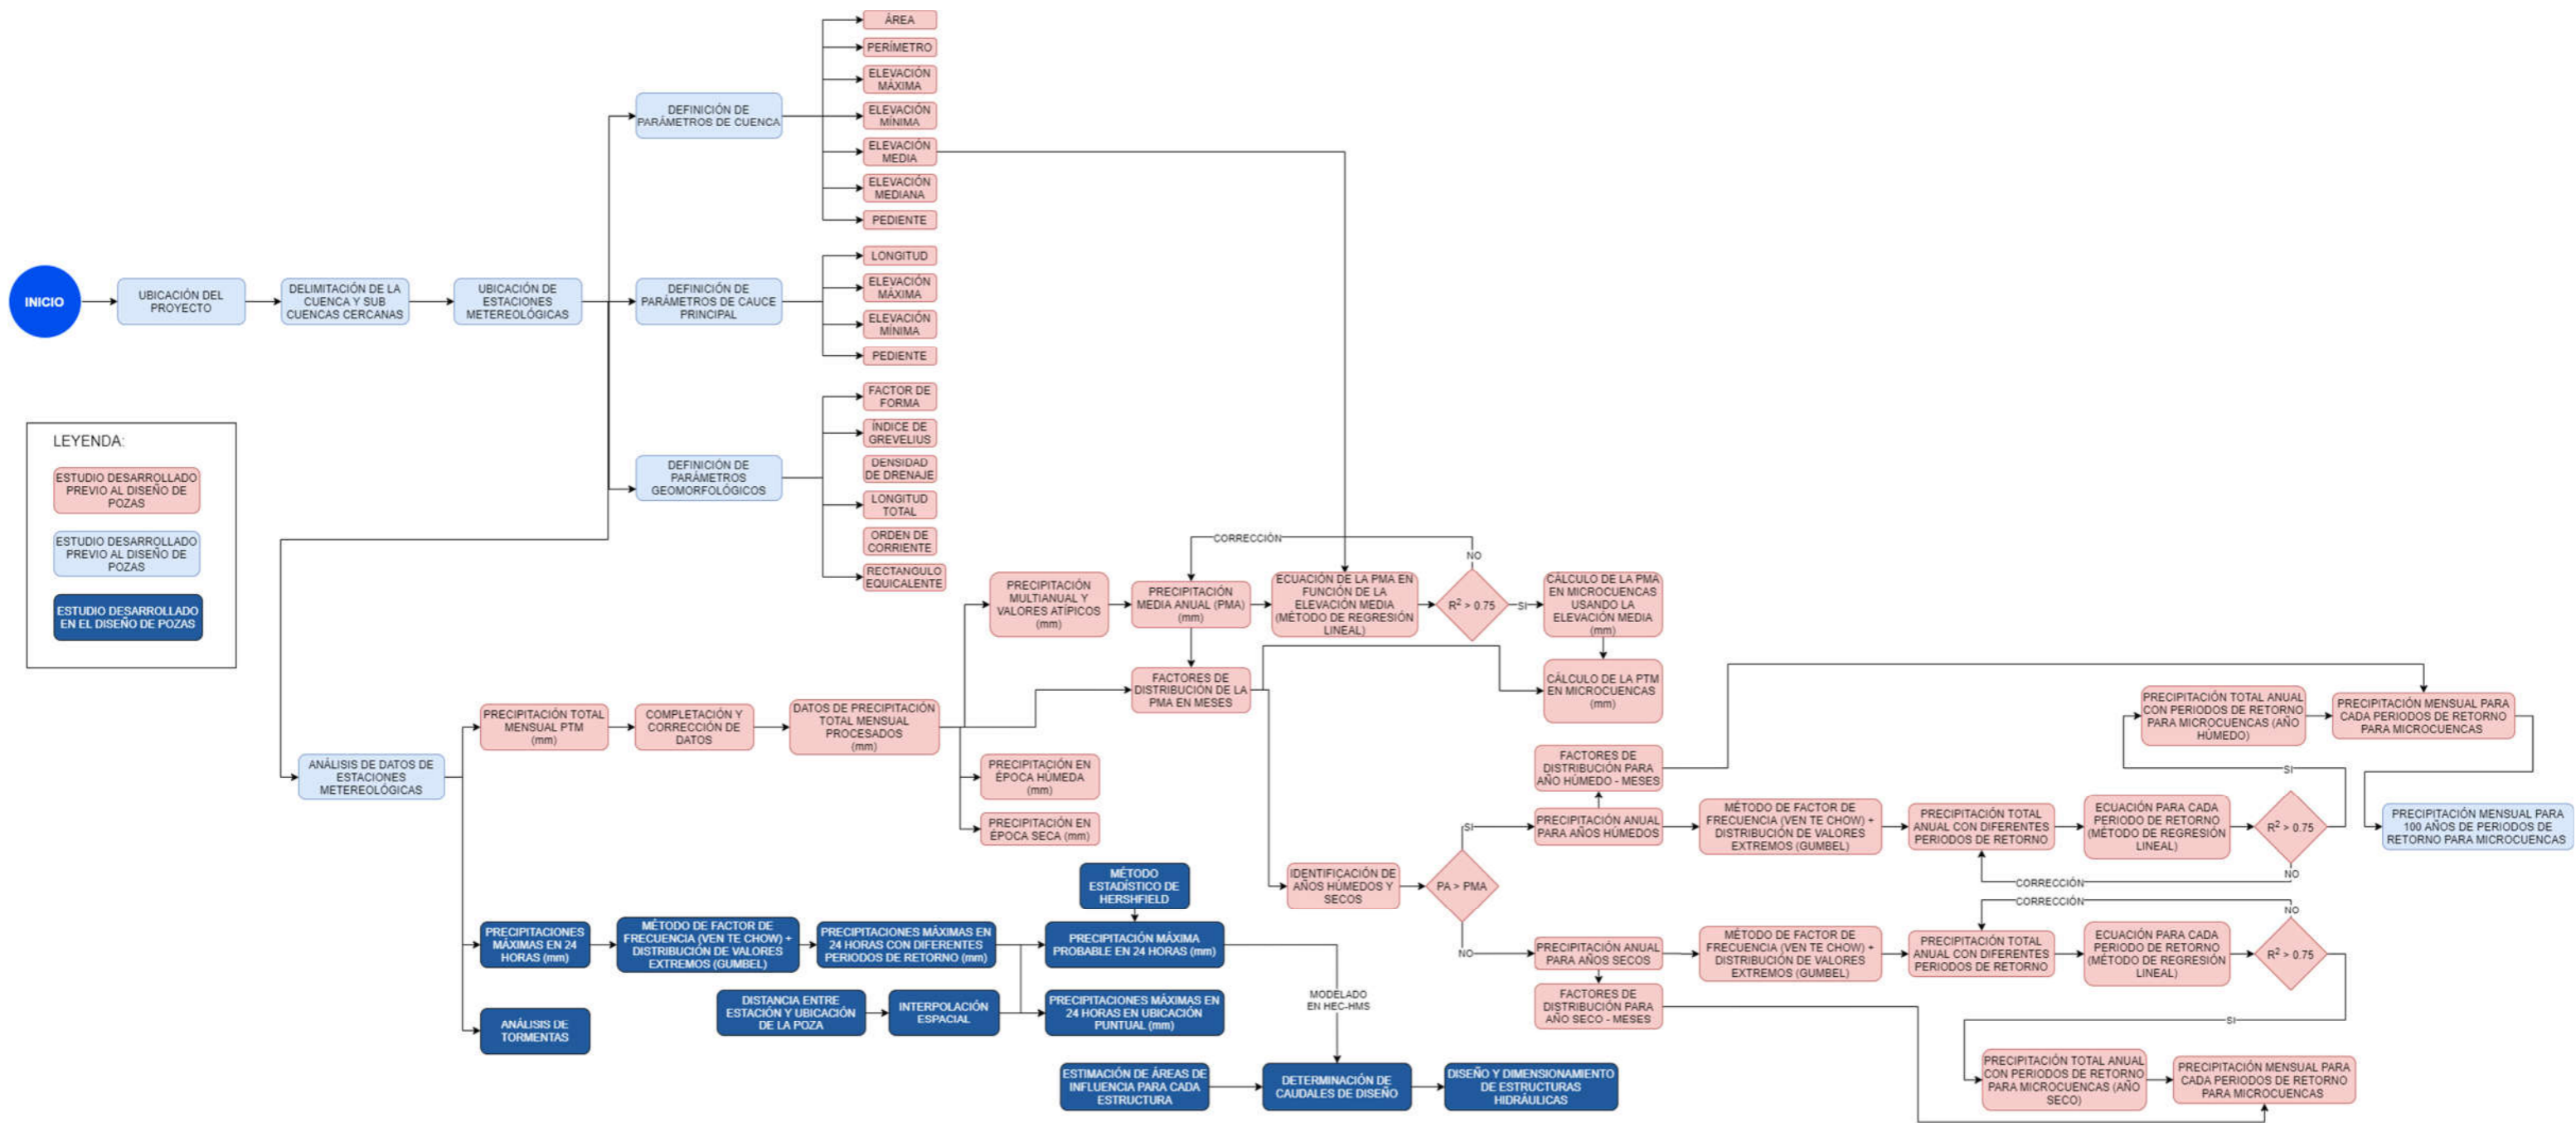 INICIO
UBICACIÓN DEL
PROYECTO
DELIMITACIÓN DE LA
CUENCA Y SUB
CUENCAS CERCANAS
UBICACIÓN DE
ESTACIONES
METEREOLÓGICAS
DEFINICIÓN DE
PARÁMETROS DE CUENCA
ÁREA
PERÍMETRO
ELEVACIÓN
MÁXIMA
ELEVACIÓN
MÍNIMA
ELEVACIÓN
MEDIA
ELEVACIÓN
MEDIANA
PEDIENTE
DEFINICIÓN DE
PARÁMETROS DE CAUCE
PRINCIPAL
LONGITUD
ELEVACIÓN
MÁXIMA
ELEVACIÓN
MÍNIMA
PEDIENTE
DEFINICIÓN DE
PARÁMETROS
GEOMORFOLÓGICOS
FACTOR DE
FORMA
ÍNDICE DE
GREVELIUS
DENSIDAD
DE DRENAJE
LONGITUD
TOTAL
ORDEN DE
CORRIENTE
RECTANGULO
EQUICALENTE
LEYENDA:
ESTUDIO DESARROLLADO
PREVIO AL DISEÑO DE
POZAS
ESTUDIO DESARROLLADO
PREVIO AL DISEÑO DE
POZAS
ESTUDIO DESARROLLADO
EN EL DISEÑO DE POZAS
ANÁLISIS DE DATOS DE
ESTACIONES
METEREOLÓGICAS
PRECIPITACIÓN TOTAL
MENSUAL PTM
(mm)
COMPLETACIÓN Y
CORRECCIÓN DE
DATOS
DATOS DE PRECIPITACIÓN
TOTAL MENSUAL
PROCESADOS
(mm)
PRECIPITACIÓN
MULTIANUAL Y
VALORES ATÍPICOS
(mm)
PRECIPITACIÓN
MEDIA ANUAL (PMA)
(mm)
CORRECCIÓN
ECUACIÓN DE LA PMA EN
FUNCIÓN DE LA
ELEVACIÓN MEDIA
(MÉTODO DE REGRESIÓN
LINEAL)
NO
R² > 0.75
SI
CÁLCULO DE LA PMA
EN MICROCUENCAS
USANDO LA
ELEVACIÓN MEDIA
(mm)
FACTORES DE
DISTRIBUCIÓN DE LA
PMA EN MESES
CÁLCULO DE LA PTM
EN MICROCUENCAS
(mm)
PRECIPITACIÓN EN
ÉPOCA HÚMEDA
(mm)
PRECIPITACIÓN EN
ÉPOCA SECA (mm)
IDENTIFICACIÓN DE
AÑOS HÚMEDOS Y
SECOS
PA > PMA
SI
NO
FACTORES DE
DISTRIBUCIÓN PARA
AÑO HÚMEDO - MESES
PRECIPITACIÓN ANUAL
PARA AÑOS HÚMEDOS
MÉTODO DE FACTOR DE
FRECUENCIA (VEN TE CHOW) +
DISTRIBUCIÓN DE VALORES
EXTREMOS (GUMBEL)
PRECIPITACIÓN TOTAL
ANUAL CON DIFERENTES
PERIODOS DE RETORNO
ECUACIÓN PARA CADA
PERIODO DE RETORNO
(MÉTODO DE REGRESIÓN
LINEAL)
R² > 0.75
SI
NO
CORRECCIÓN
PRECIPITACIÓN TOTAL ANUAL
CON PERIODOS DE RETORNO
PARA MICROCUENCAS (AÑO
HÚMEDO)
PRECIPITACIÓN MENSUAL PARA
CADA PERIODOS DE RETORNO
PARA MICROCUENCAS
PRECIPITACIÓN MENSUAL PARA
100 AÑOS DE PERIODOS DE
RETORNO PARA MICROCUENCAS
PRECIPITACIÓN ANUAL
PARA AÑOS SECOS
FACTORES DE
DISTRIBUCIÓN PARA
AÑO SECO - MESES
MÉTODO DE FACTOR DE
FRECUENCIA (VEN TE CHOW) +
DISTRIBUCIÓN DE VALORES
EXTREMOS (GUMBEL)
PRECIPITACIÓN TOTAL
ANUAL CON DIFERENTES
PERIODOS DE RETORNO
CORRECCIÓN
ECUACIÓN PARA CADA
PERIODO DE RETORNO
(MÉTODO DE REGRESIÓN
LINEAL)
NO
R² > 0.75
SI
PRECIPITACIÓN TOTAL ANUAL
CON PERIODOS DE RETORNO
PARA MICROCUENCAS (AÑO
SECO)
PRECIPITACIÓN MENSUAL PARA
CADA PERIODOS DE RETORNO
PARA MICROCUENCAS
PRECIPITACIONES
MÁXIMAS EN 24
HORAS (mm)
MÉTODO DE FACTOR DE
FRECUENCIA (VEN TE CHOW) +
DISTRIBUCIÓN DE VALORES
EXTREMOS (GUMBEL)
PRECIPITACIONES MÁXIMAS EN
24 HORAS CON DIFERENTES
PERIODOS DE RETORNO (mm)
MÉTODO
ESTADÍSTICO DE
HERSHFIELD
PRECIPITACIÓN MÁXIMA
PROBABLE EN 24 HORAS (mm)
DISTANCIA ENTRE
ESTACIÓN Y UBICACIÓN
DE LA POZA
INTERPOLACIÓN
ESPACIAL
PRECIPITACIONES MÁXIMAS EN
24 HORAS EN UBICACIÓN
PUNTUAL (mm)
ANÁLISIS DE
TORMENTAS
MODELADO
EN HEC-HMS
ESTIMACIÓN DE ÁREAS DE
INFLUENCIA PARA CADA
ESTRUCTURA
DETERMINACIÓN DE
CAUDALES DE DISEÑO
DISEÑO Y DIMENSIONAMIENTO
DE ESTRUCTURAS
HIDRÁULICAS